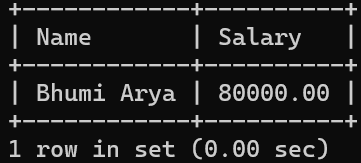 +------------+----------+
| Name       | Salary   |
+------------+----------+
| Bhumi Arya | 80000.00 |
+------------+----------+
1 row in set (0.00 sec)